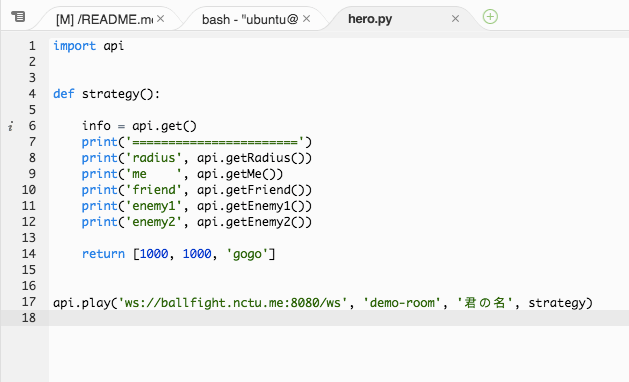 [M] /README.m
bash - "ubuntu@
hero.py
1 import api
2
3
4 def strategy():
5
i 6     info = api.get()
7     print('=======================')
8     print('radius', api.getRadius())
9     print('me    ', api.getMe())
10     print('friend', api.getFriend())
11     print('enemy1', api.getEnemy1())
12     print('enemy2', api.getEnemy2())
13
14     return [1000, 1000, 'gogo']
15
16
17 api.play('ws://ballfight.nctu.me:8080/ws', 'demo-room', '君の名', strategy)
18